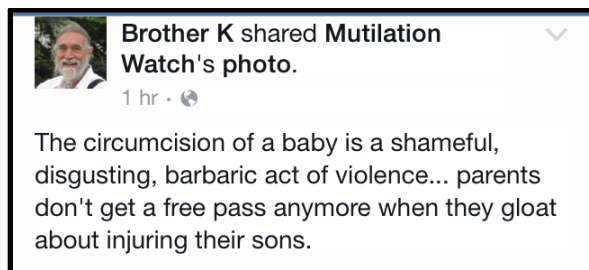 Brother K shared Mutilation
Watch's photo.
1 hr ·
The circumcision of a baby is a shameful,
disgusting, barbaric act of violence... parents
don't get a free pass anymore when they gloat
about injuring their sons.